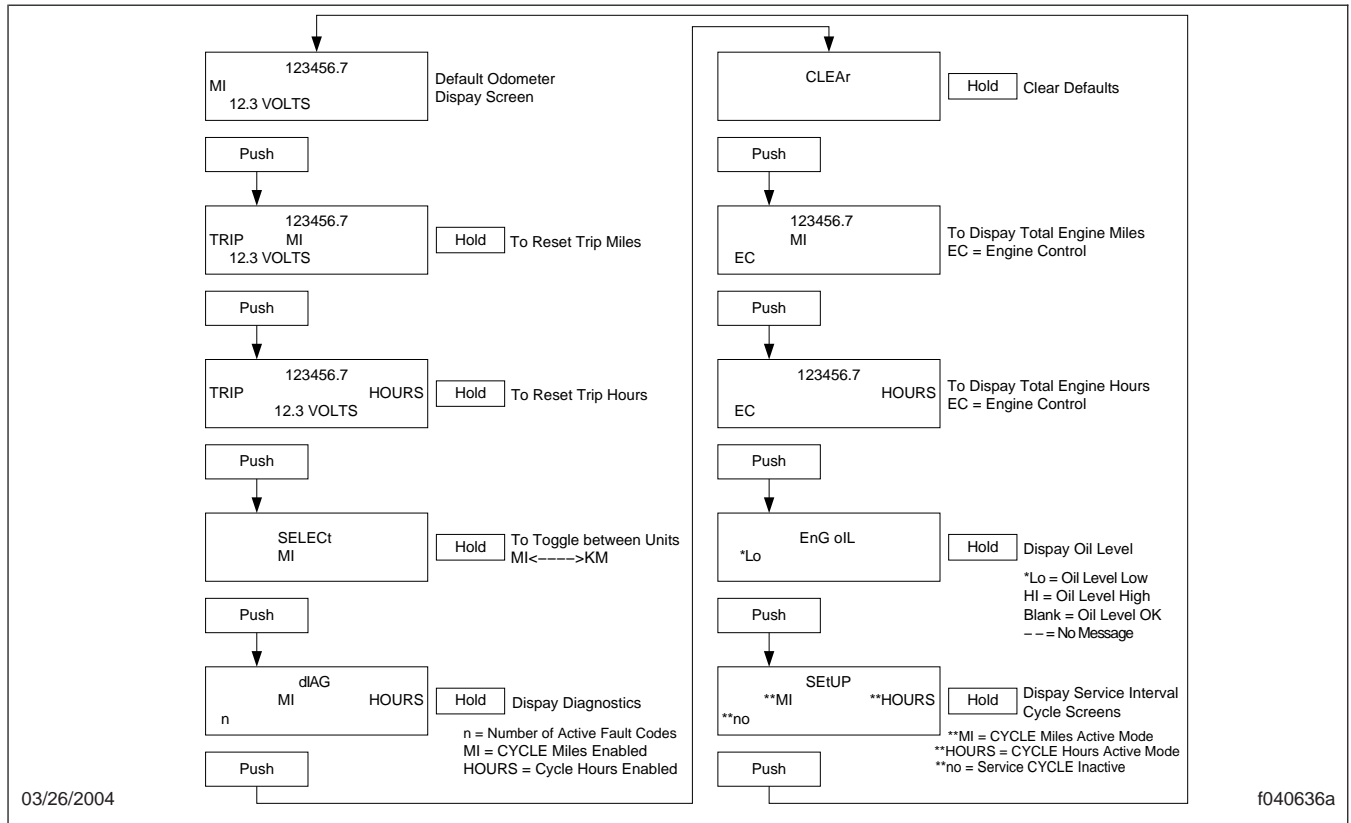 123456.7
MI
12.3 VOLTS
Default Odometer
Dispay Screen
Push
123456.7
TRIP MI
12.3 VOLTS
Hold
To Reset Trip Miles
Push
123456.7
TRIP HOURS
12.3 VOLTS
Hold
To Reset Trip Hours
Push
SELECt
MI
Hold
To Toggle between Units
MI<−−−−>KM
Push
dIAG
MI HOURS
n
Hold
Dispay Diagnostics
n = Number of Active Fault Codes
MI = CYCLE Miles Enabled
HOURS = Cycle Hours Enabled
Push
CLEAr
Hold
Clear Defaults
Push
123456.7
MI
EC
To Dispay Total Engine Miles
EC = Engine Control
Push
123456.7
HOURS
EC
To Dispay Total Engine Hours
EC = Engine Control
Push
EnG oIL
*Lo
Hold
Dispay Oil Level
*Lo = Oil Level Low
HI = Oil Level High
Blank = Oil Level OK
− − = No Message
Push
SEtUP
**MI **HOURS
**no
Hold
Dispay Service Interval
Cycle Screens
**MI = CYCLE Miles Active Mode
**HOURS = CYCLE Hours Active Mode
**no = Service CYCLE Inactive
Push
03/26/2004
f040636a